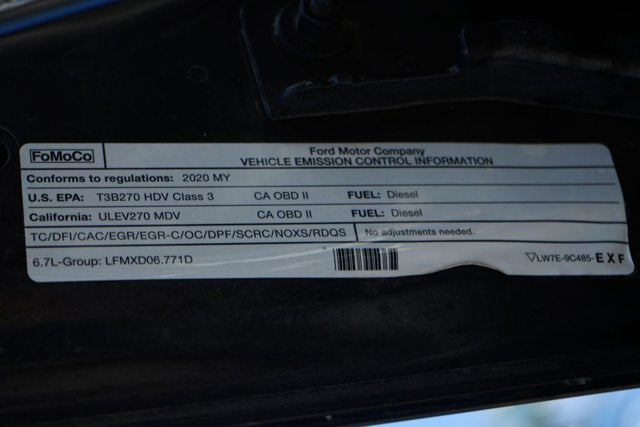 FoMoCo
Ford Motor Company
VEHICLE EMISSION CONTROL INFORMATION
Conforms to regulations: 2020 MY
U.S. EPA: T3B270 HDV Class 3 CA OBD II FUEL: Diesel
California: ULEV270 MDV CA OBD II FUEL: Diesel
TC/DFI/CAC/EGR/EGR-C/OC/DPF/SCRC/NOXS/RDQS No adjustments needed.
6.7L-Group: LFMXD06.771D LW7E-9C485-EXF